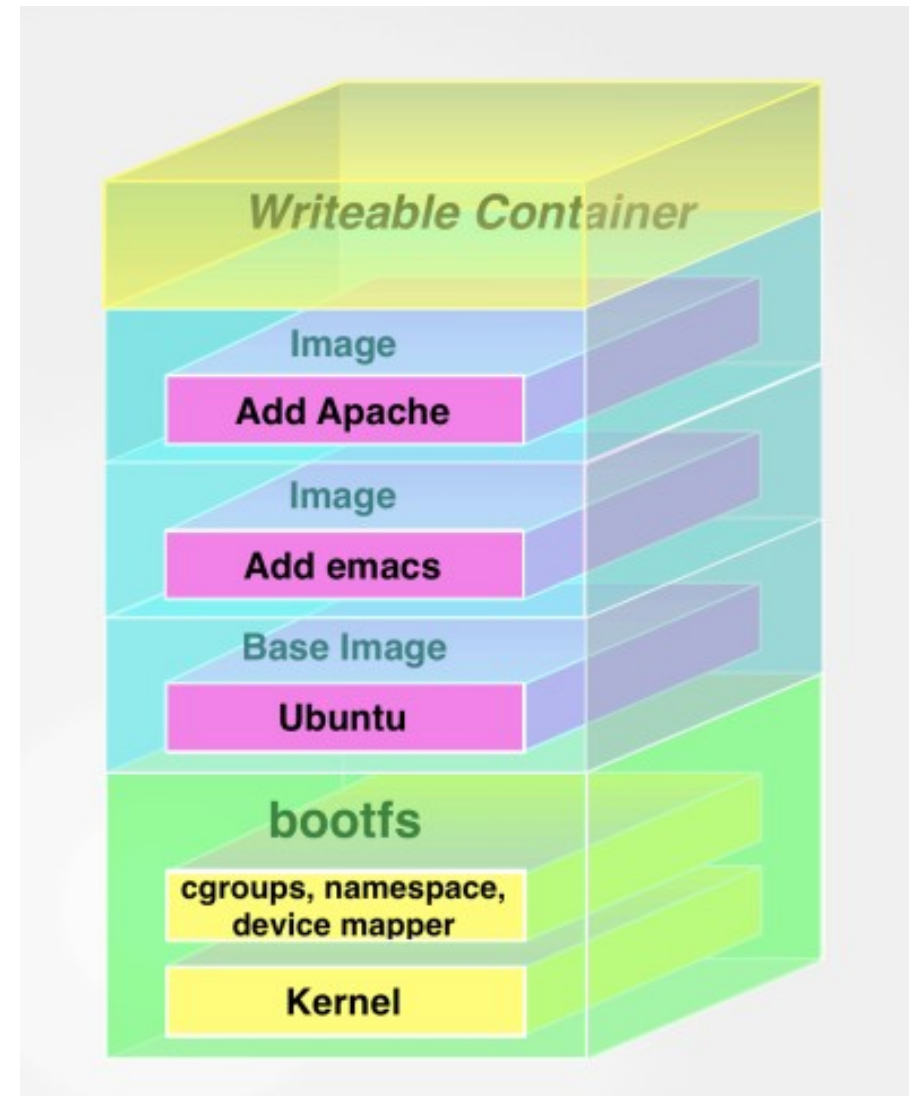 Writeable Container
Image
Add Apache
Image
Add emacs
Base Image
Ubuntu
bootfs
cgroups, namespace,
device mapper
Kernel